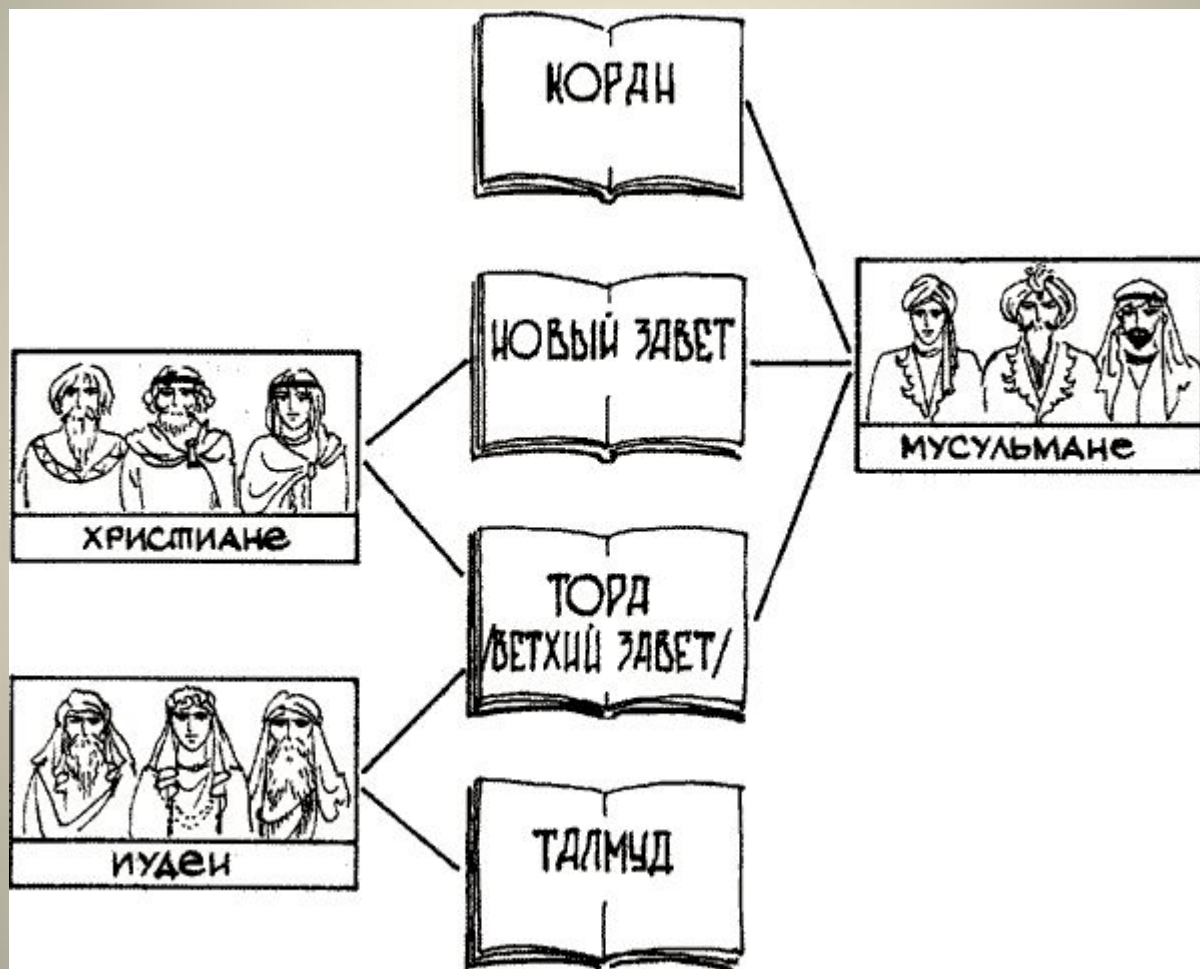 КОРАН
НОВЫЙ ЗАВЕТ
МУСУЛЬМАНЕ
ХРИСТИАНЕ
ТОРА
/ВЕТХИЙ ЗАВЕТ/
ИУДЕИ
ТАЛМУД